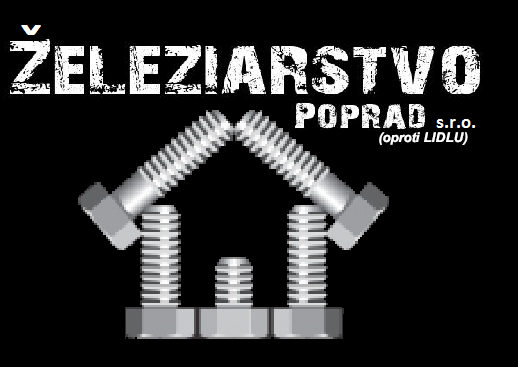 ŽELEZIARSTVO
POPRAD s.r.o.
(oproti LIDLU)